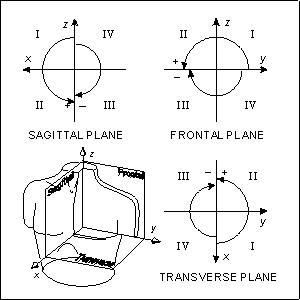 z
I IV
x
II + − III
SAGITTAL PLANE
z
II I
+
− y
III IV
FRONTAL PLANE
z
Sagittal
Frontal
y
x
Transverse
III − + II
y
IV I
x
TRANSVERSE PLANE